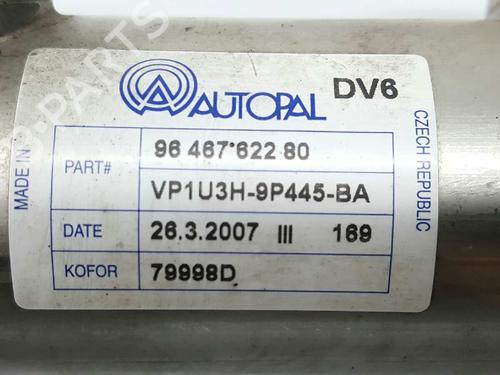 AUTOPAL
DV6
MADE IN
CZECH REPUBLIC
PART#
96 467*622 80
VP1U3H-9P445-BA
DATE
26.3.2007 III 169
KOFOR
79998D